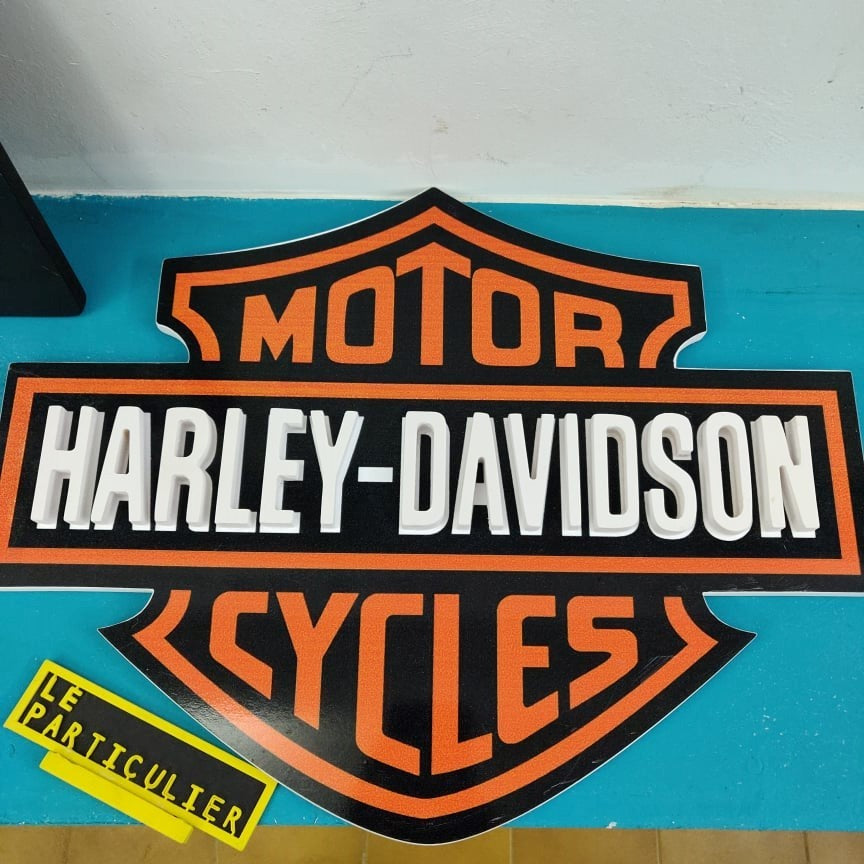 MOTOR
HARLEY-DAVIDSON
CYCLES
LE
PARTICULIER